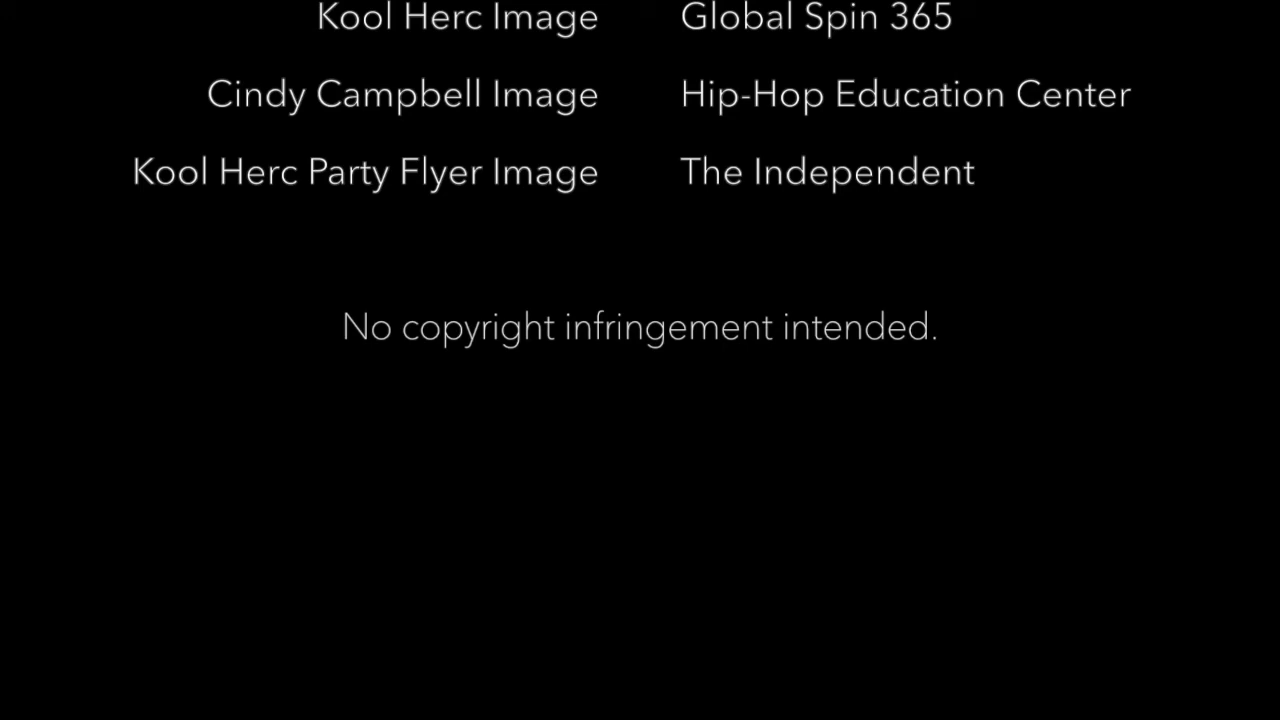 Kool Herc Image Global Spin 365
Cindy Campbell Image Hip-Hop Education Center
Kool Herc Party Flyer Image The Independent
No copyright infringement intended.